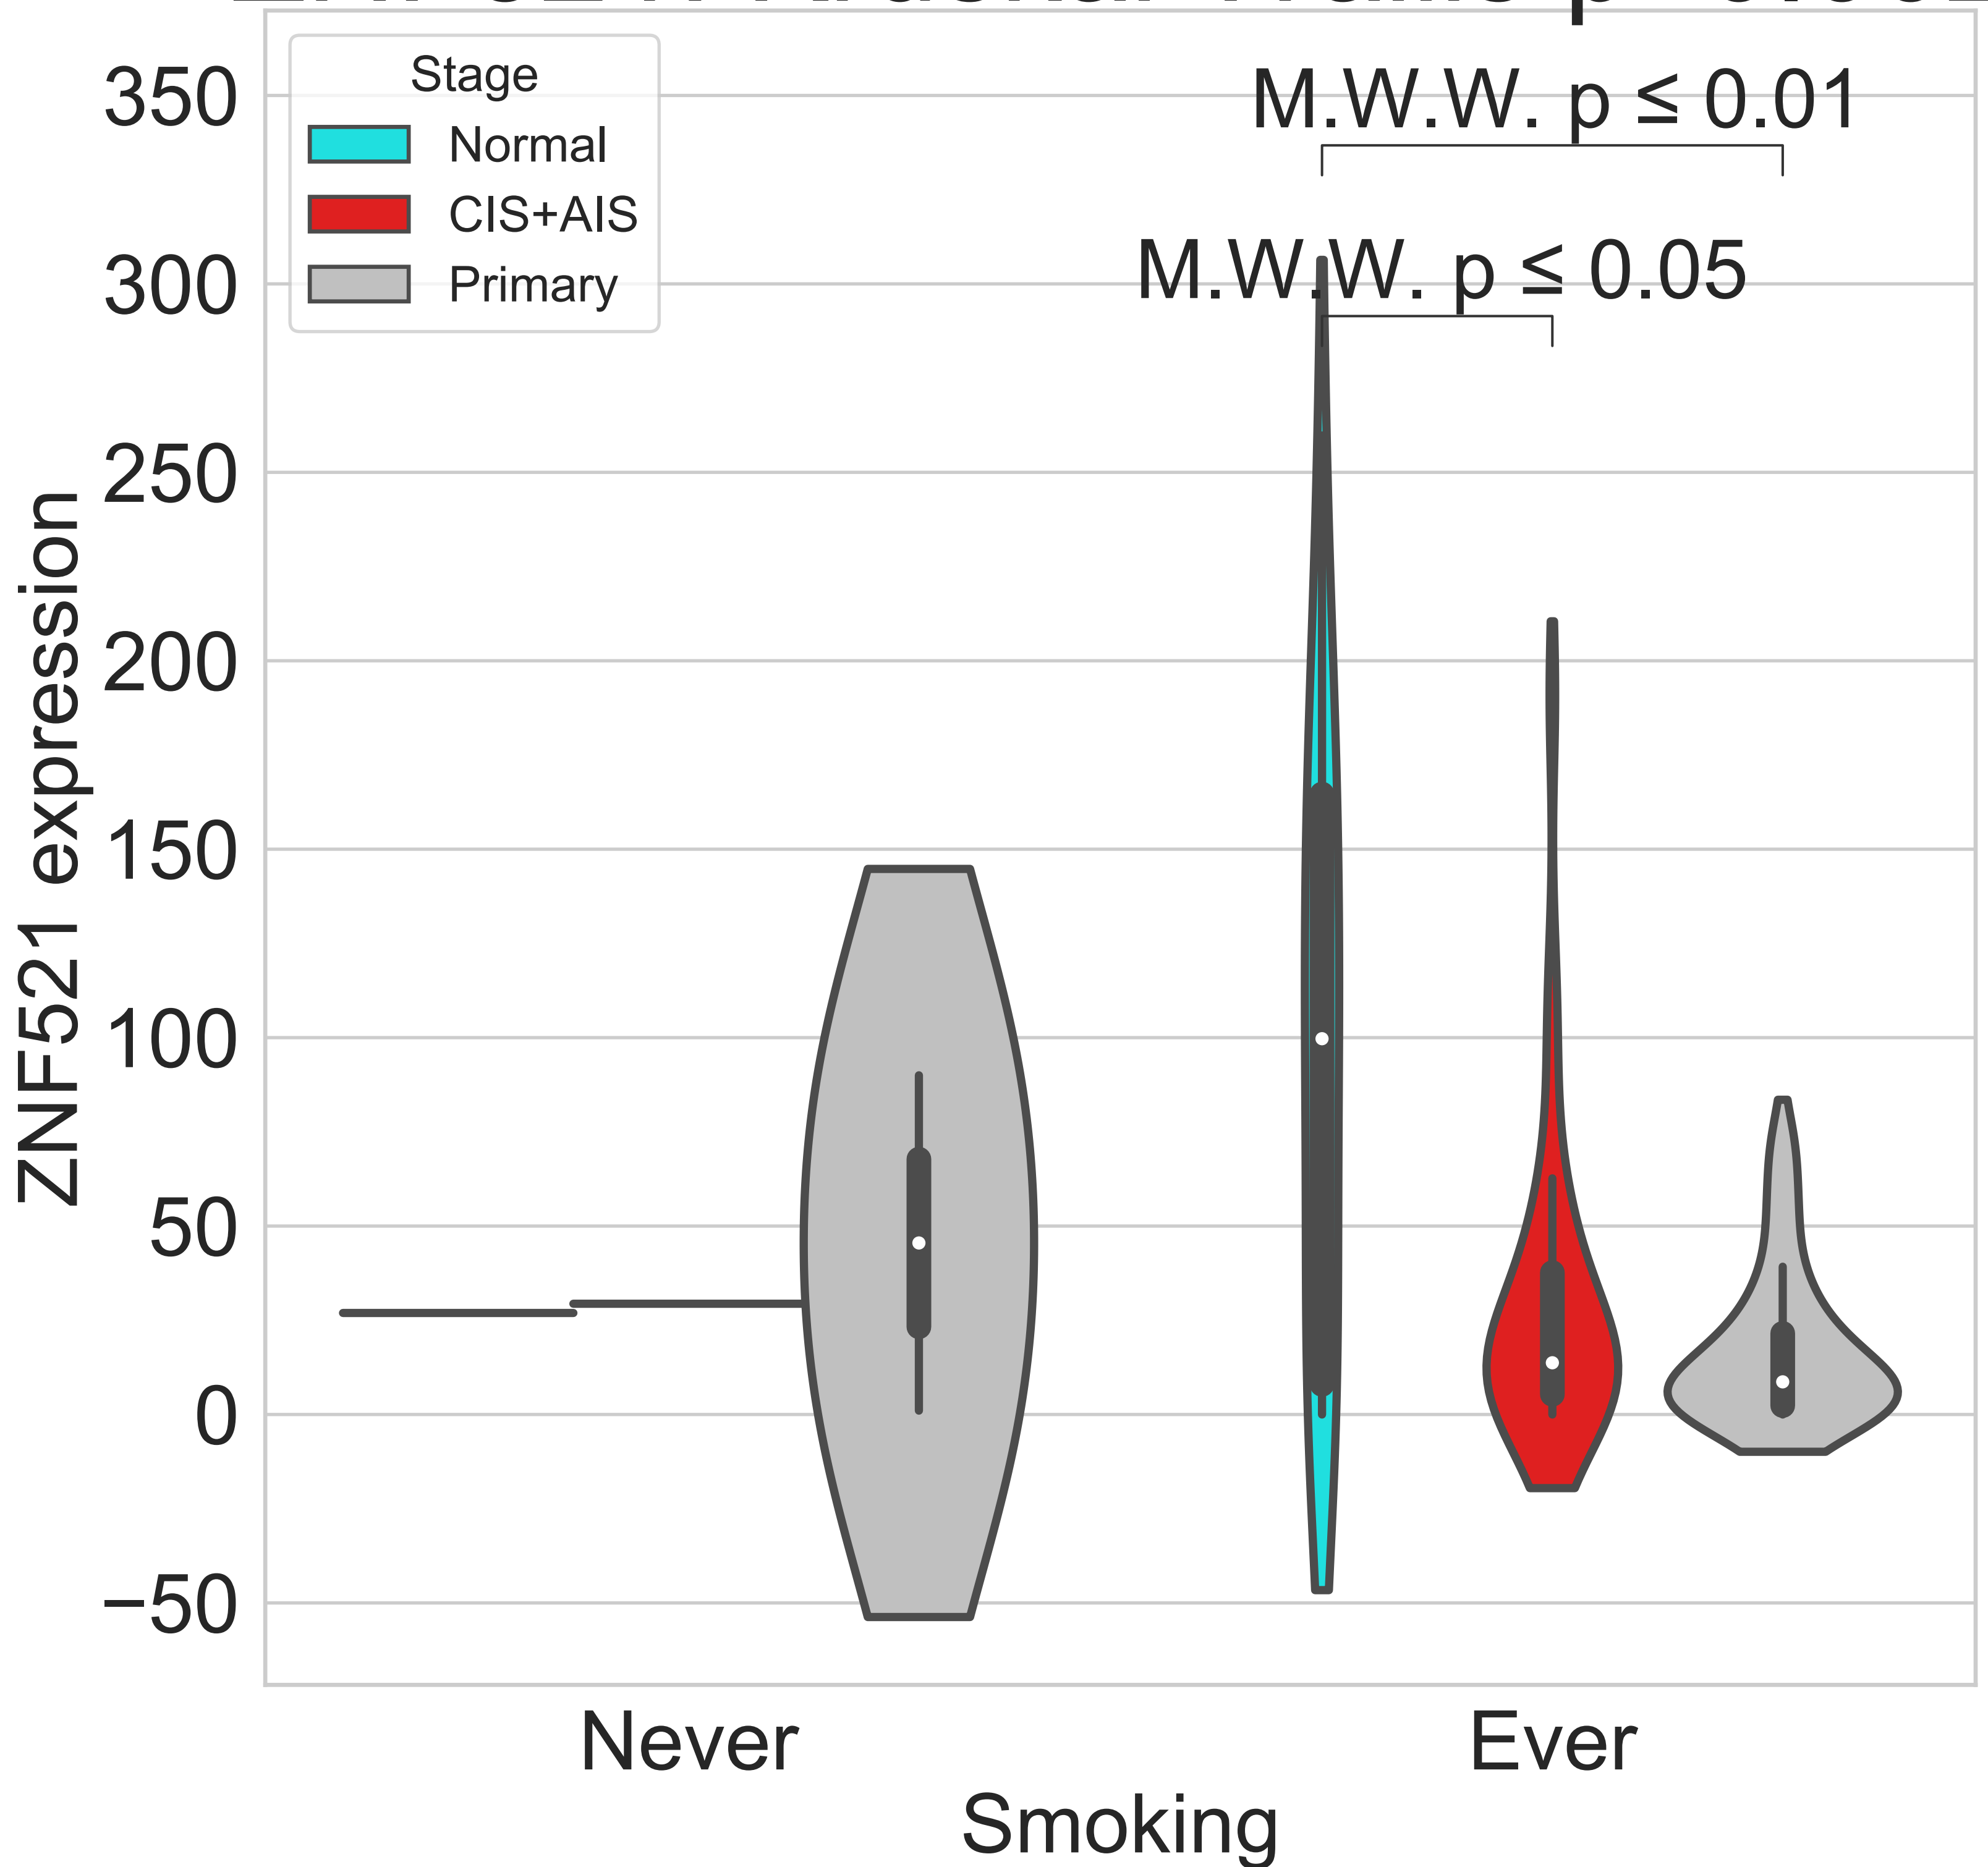 M.W.W. p ≤ 0.01
M.W.W. p ≤ 0.05
Stage
Normal
CIS+AIS
Primary
ZNF521 expression
350
300
250
200
150
100
50
0
−50
Never
Ever
Smoking